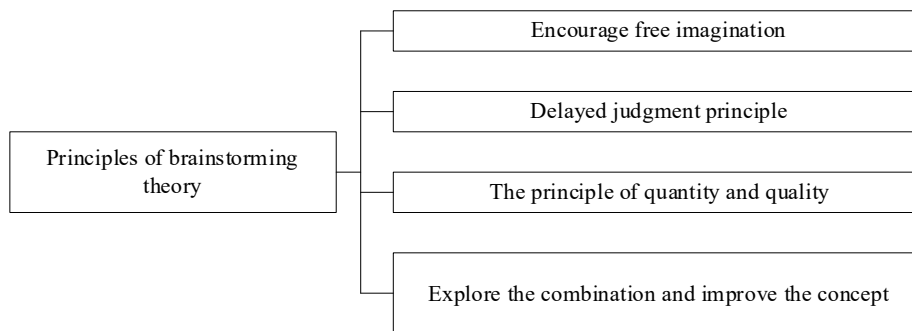 Encourage free imagination
Delayed judgment principle
Principles of brainstorming
theory
The principle of quantity and quality
Explore the combination and improve the concept